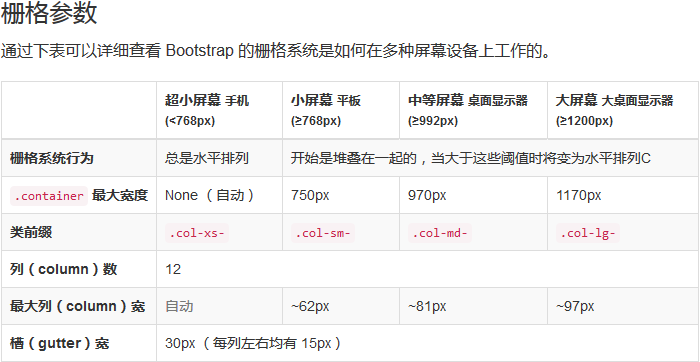 栅格参数
通过下表可以详细查看 Bootstrap 的栅格系统是如何在多种屏幕设备上工作的。
超小屏幕 手机 (<768px)
小屏幕 平板 (≥768px)
中等屏幕 桌面显示器 (≥992px)
大屏幕 大桌面显示器 (≥1200px)
栅格系统行为 总是水平排列 开始是堆叠在一起的，当大于这些阈值时将变为水平排列C
.container 最大宽度 None （自动） 750px 970px 1170px
类前缀 .col-xs- .col-sm- .col-md- .col-lg-
列（column）数 12
最大列（column）宽 自动 ~62px ~81px ~97px
槽（gutter）宽 30px （每列左右均有 15px）